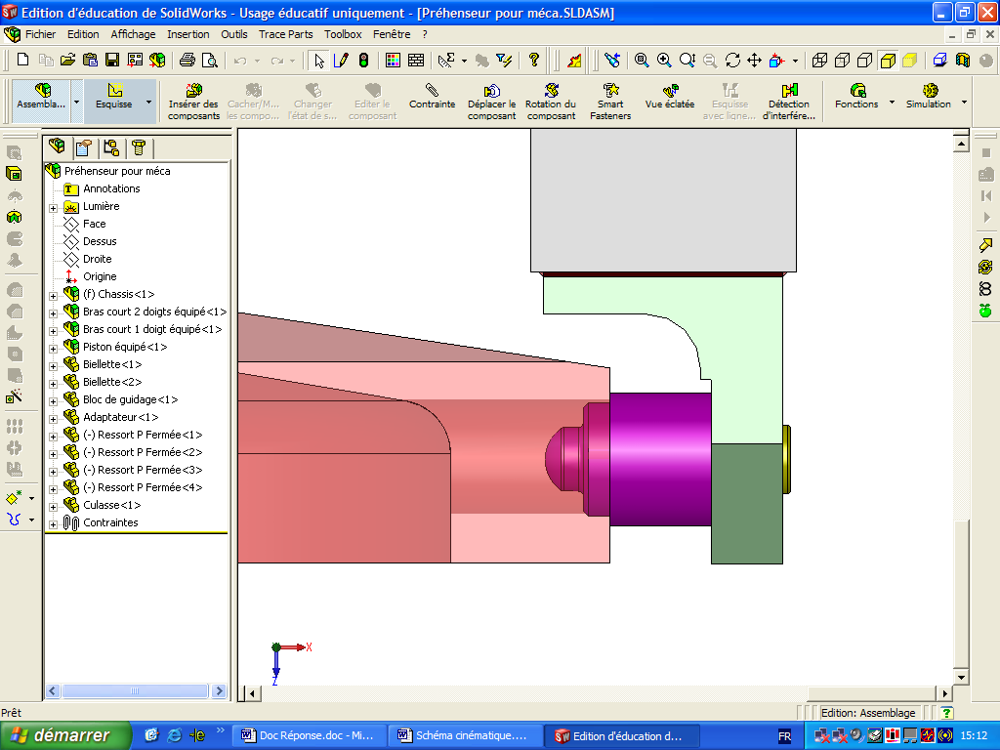 Edition d'éducation de SolidWorks - Usage éducatif uniquement - [Préhenseur pour méca.SLDASM]
Fichier Edition Affichage Insertion Outils Trace Parts Toolbox Fenêtre ?
Assembla... Esquisse Insérer des composants Cacher/M... les compo... Changer l'état de s... Editer le composant Contrainte Déplacer le composant Rotation du composant Smart Fasteners Vue éclatée Esquisse avec ligne... Détection d'interfére... Fonctions Simulation
Préhenseur pour méca
Annotations
Lumière
Face
Dessus
Droite
Origine
(f) Chassis<1>
Bras court 2 doigts équipé<1>
Bras court 1 doigt équipé<1>
Piston équipé<1>
Biellette<1>
Biellette<2>
Bloc de guidage<1>
Adaptateur<1>
(-) Ressort P Fermée<1>
(-) Ressort P Fermée<2>
(-) Ressort P Fermée<3>
(-) Ressort P Fermée<4>
Culasse<1>
Contraintes
X
Z
Prêt
Edition: Assemblage
démarrer
Doc Réponse.doc - Mi...
Schéma cinématique....
Edition d'éducation d...
FR
15:12